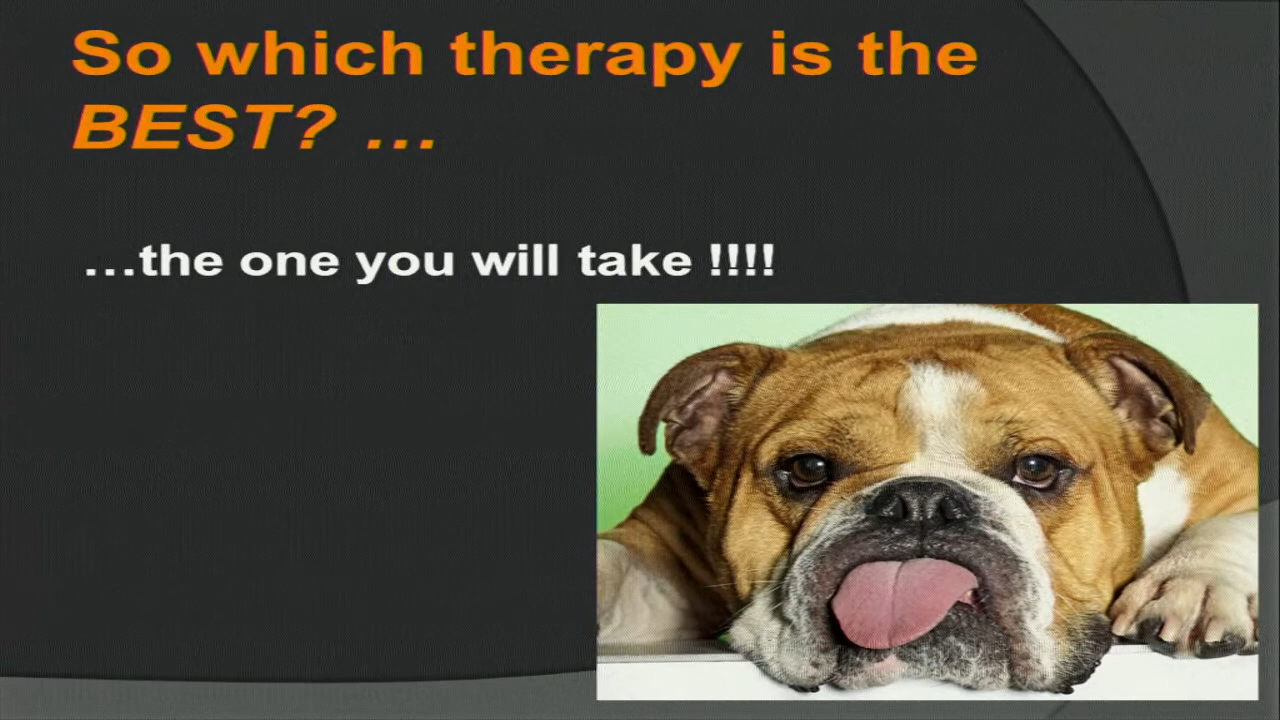 So which therapy is the
BEST? ...
...the one you will take !!!!